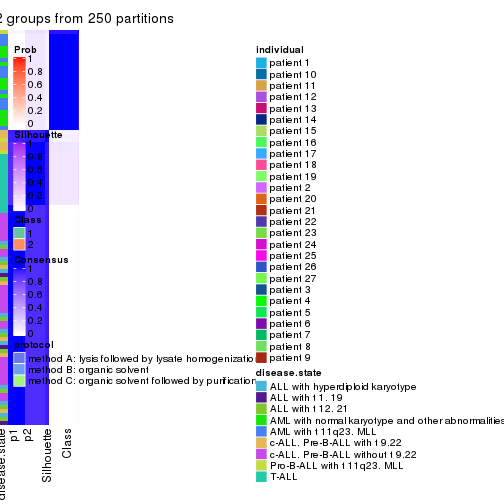 2 groups from 250 partitions
Prob
1
0.8
0.6
0.4
0.2
0
Silhouette
1
0.8
0.6
0.4
0.2
0
Class
1
2
Consensus
1
0.8
0.6
0.4
0.2
0
protocol
method A: lysis followed by lysate homogenizatio
method B: organic solvent
method C: organic solvent followed by purification
individual
patient 1
patient 10
patient 11
patient 12
patient 13
patient 14
patient 15
patient 16
patient 17
patient 18
patient 19
patient 2
patient 20
patient 21
patient 22
patient 23
patient 24
patient 25
patient 26
patient 27
patient 3
patient 4
patient 5
patient 6
patient 7
patient 8
patient 9
disease.state
ALL with hyperdiploid karyotype
ALL with t 1. 19
ALL with t 12. 21
AML with normal karyotype and other abnormalities
AML with t 11q23. MLL
c-ALL. Pre-B-ALL with t 9.22
c-ALL. Pre-B-ALL without t 9.22
Pro-B-ALL with t 11q23. MLL
T-ALL
disease.state
p1
p2
Silhouette
Class